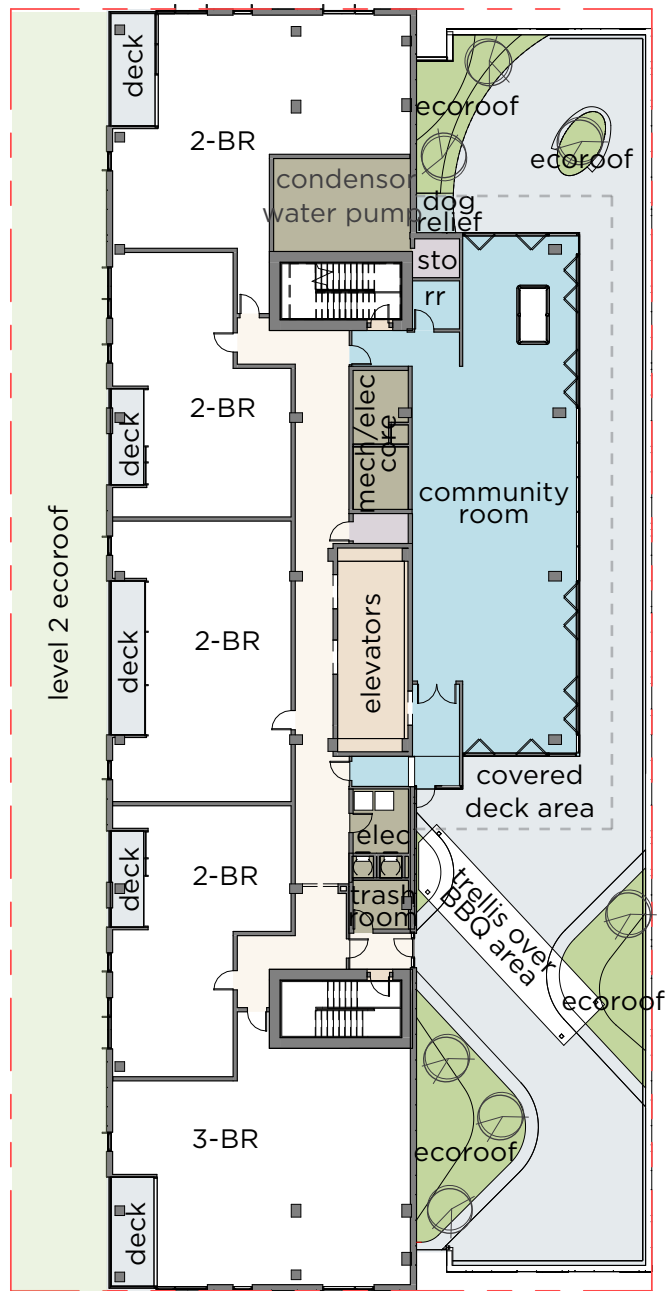 deck
ecoroof
2-BR
ecoroof
condensor
water pump
dog
relief
sto
rr
mech/elec
core
2-BR
deck
community
room
level 2 ecoroof
2-BR
deck
elevators
covered
deck area
elec
2-BR
deck
trash
room
trellis over
BBQ area
ecoroof
3-BR
ecoroof
deck